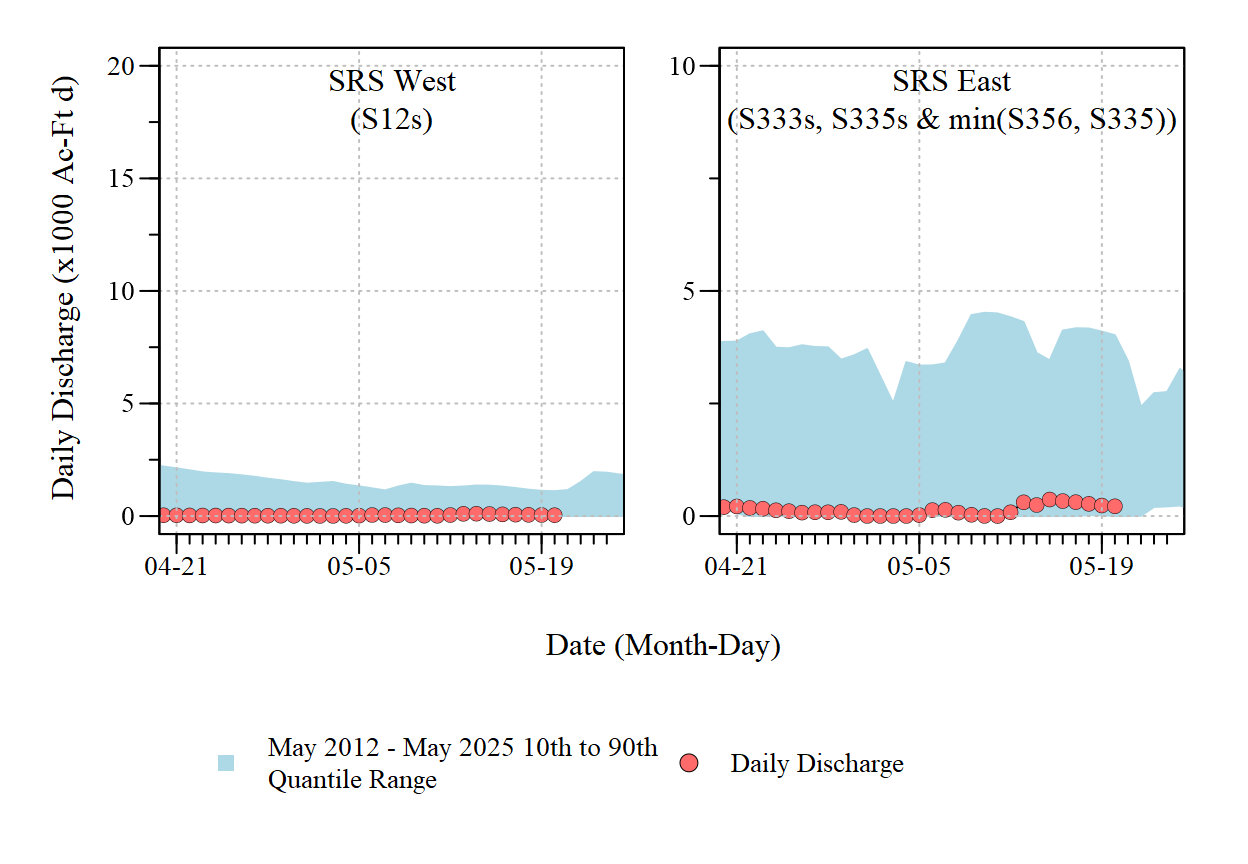 SRS West
(S12s)
SRS East
(S333s, S335s & min(S356, S335))
Daily Discharge (x1000 Ac-Ft d)
20
15
10
5
0
10
5
0
04-21
05-05
05-19
04-21
05-05
05-19
Date (Month-Day)
May 2012 - May 2025 10th to 90th
Quantile Range
Daily Discharge